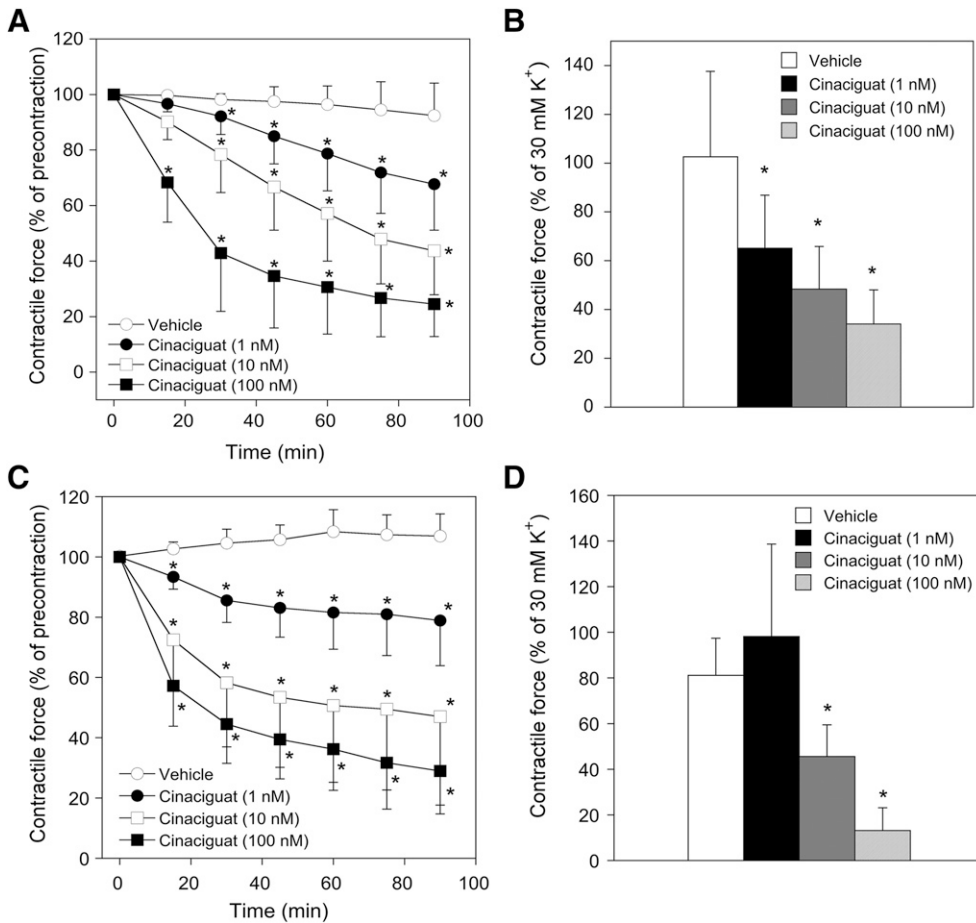 A
Contractile force (% of precontraction)
120
100
80
60
40
20
0
* * * * * *
* * * * *
* * * * * *
Vehicle
Cinaciguat (1 nM)
Cinaciguat (10 nM)
Cinaciguat (100 nM)
0 20 40 60 80 100
Time (min)
B
Contractile force (% of 30 mM K+)
140
120
100
80
60
40
20
0
Vehicle
Cinaciguat (1 nM)
Cinaciguat (10 nM)
Cinaciguat (100 nM)
* * *
C
Contractile force (% of precontraction)
120
100
80
60
40
20
0
* * * * * *
* * * * * *
* * * * * *
Vehicle
Cinaciguat (1 nM)
Cinaciguat (10 nM)
Cinaciguat (100 nM)
0 20 40 60 80 100
Time (min)
D
Contractile force (% of 30 mM K+)
160
140
120
100
80
60
40
20
0
Vehicle
Cinaciguat (1 nM)
Cinaciguat (10 nM)
Cinaciguat (100 nM)
* *